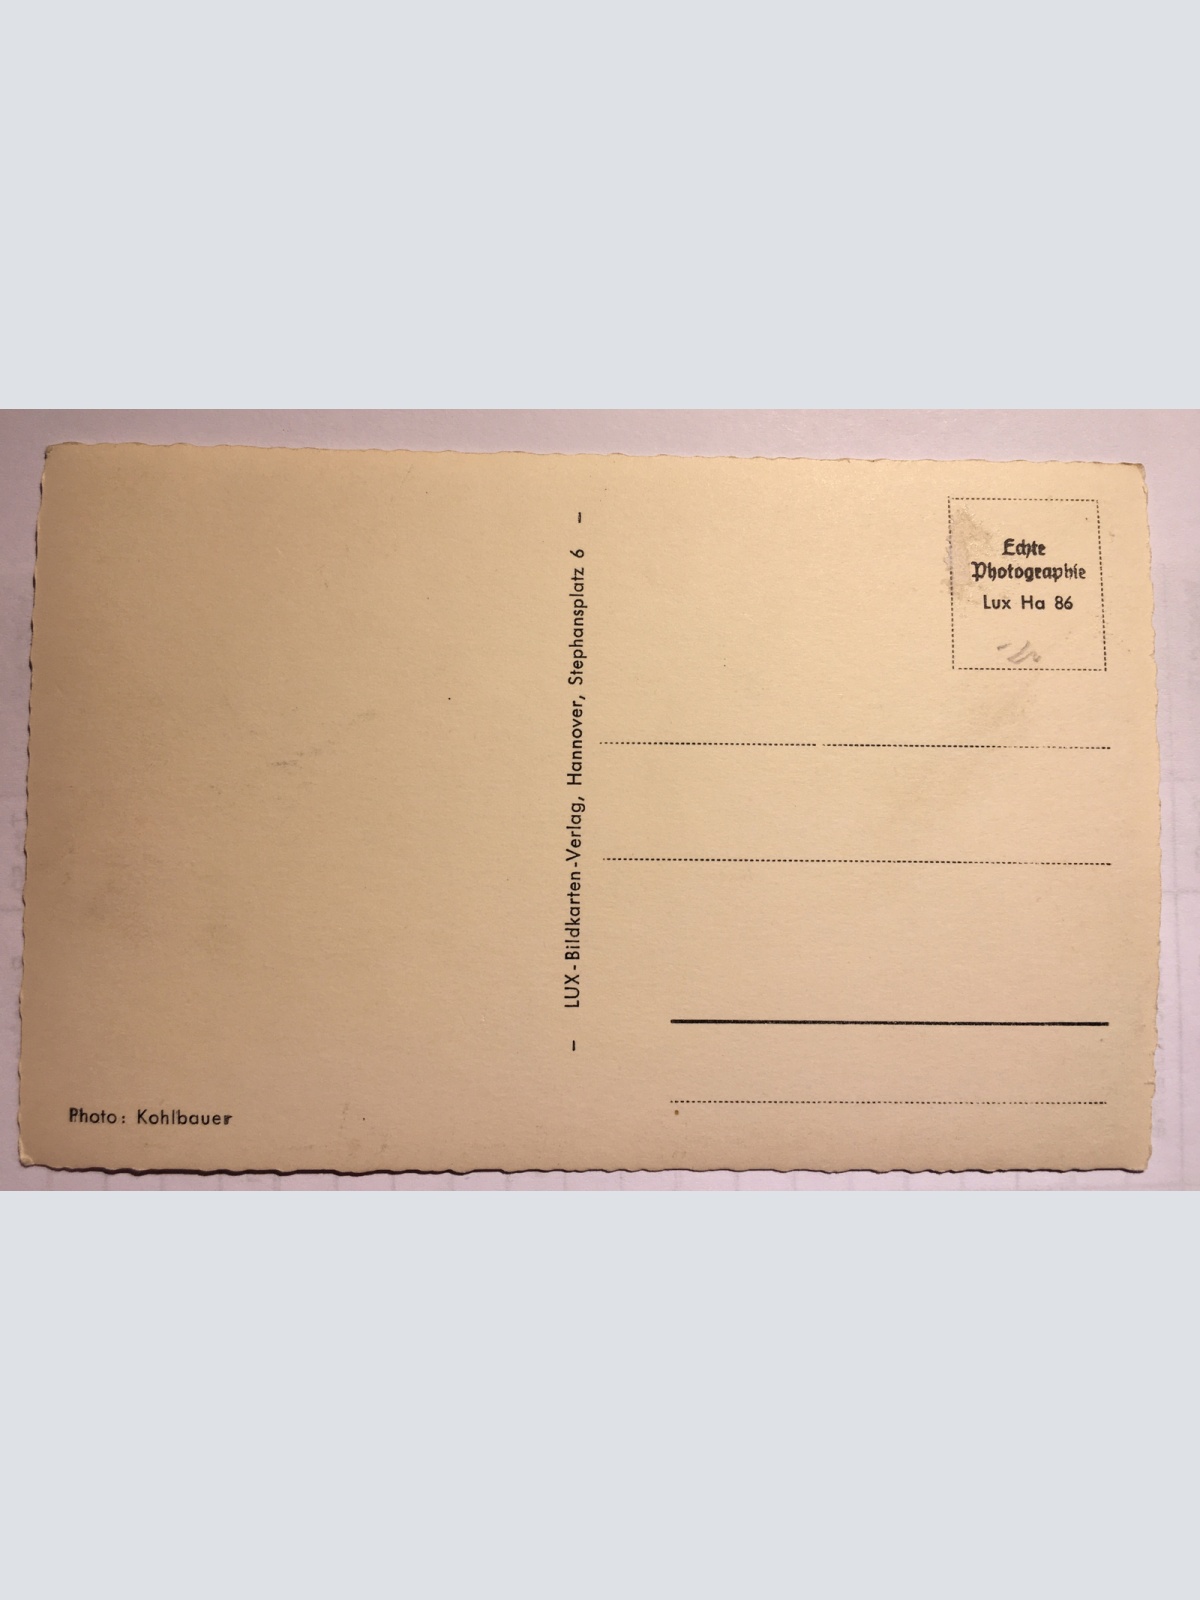 Echte
Photographie
Lux Ha 86
– LUX-Bildkarten-Verlag, Hannover, Stephansplatz 6 –
Photo: Kohlbauer